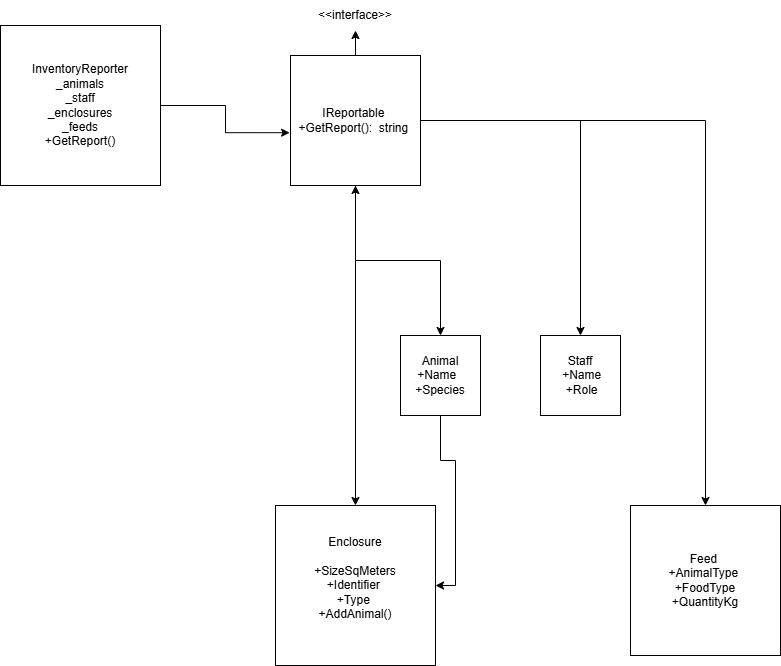 <<interface>>
InventoryReporter
_animals
_staff
_enclosures
_feeds
+GetReport()
IReportable
+GetReport(): string
Animal
+Name
+Species
Staff
+Name
+Role
Enclosure
+SizeSqMeters
+Identifier
+Type
+AddAnimal()
Feed
+AnimalType
+FoodType
+QuantityKg